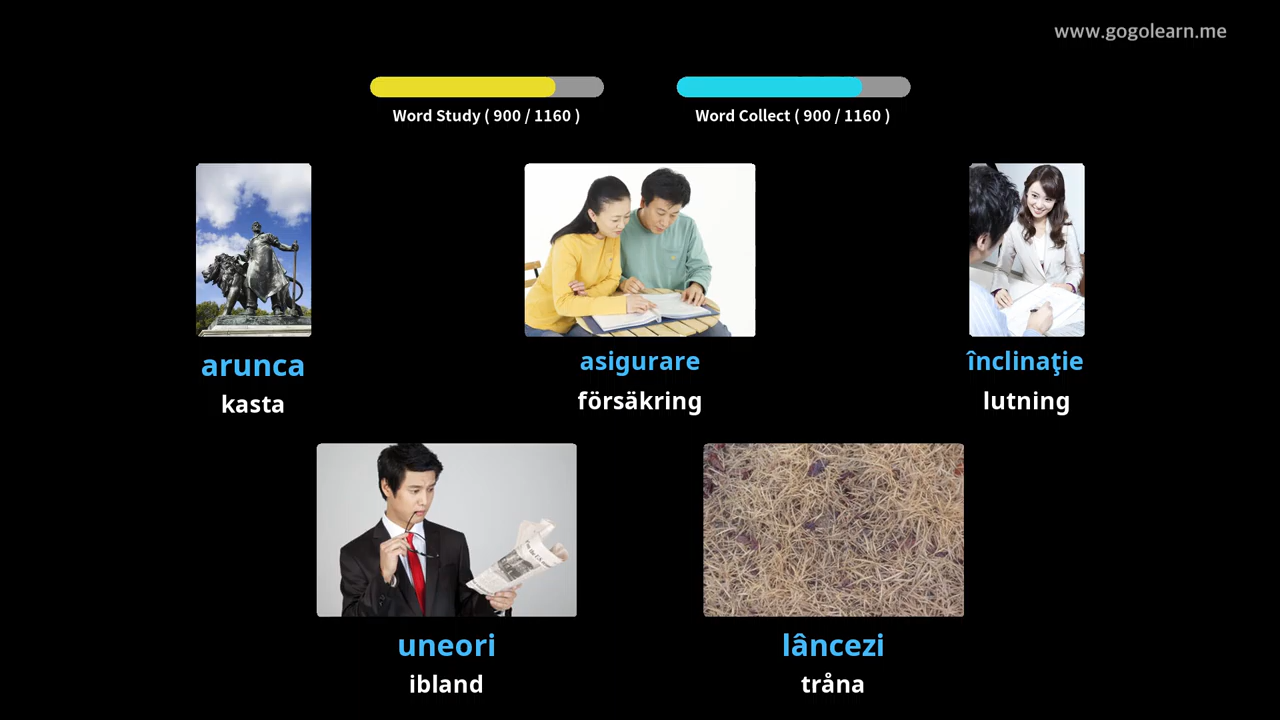 www.gogolearn.me
Word Study ( 900 / 1160 )
Word Collect ( 900 / 1160 )
arunca
kasta
asigurare
försäkring
înclinaţie
lutning
uneori
ibland
lâncezi
tråna